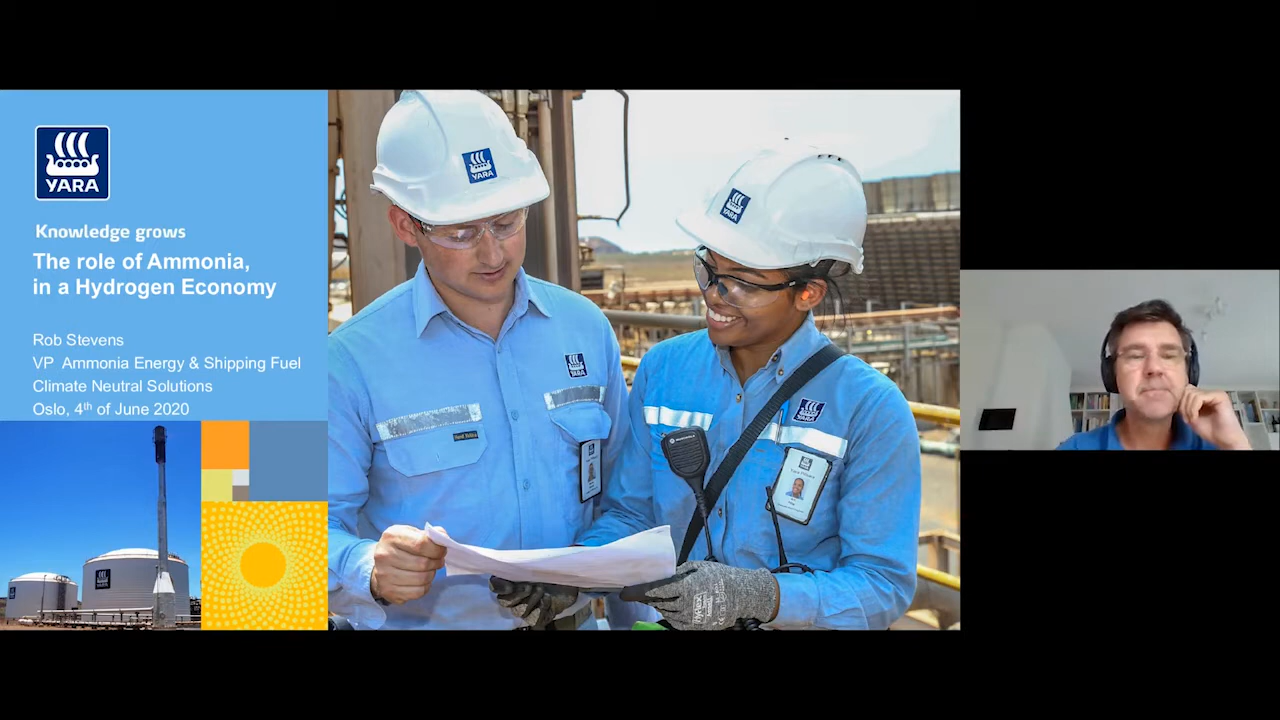 YARA
Knowledge grows
The role of Ammonia,
in a Hydrogen Economy
Rob Stevens
VP Ammonia Energy & Shipping Fuel
Climate Neutral Solutions
Oslo, 4th of June 2020
YARA
YARA
YARA
YARA